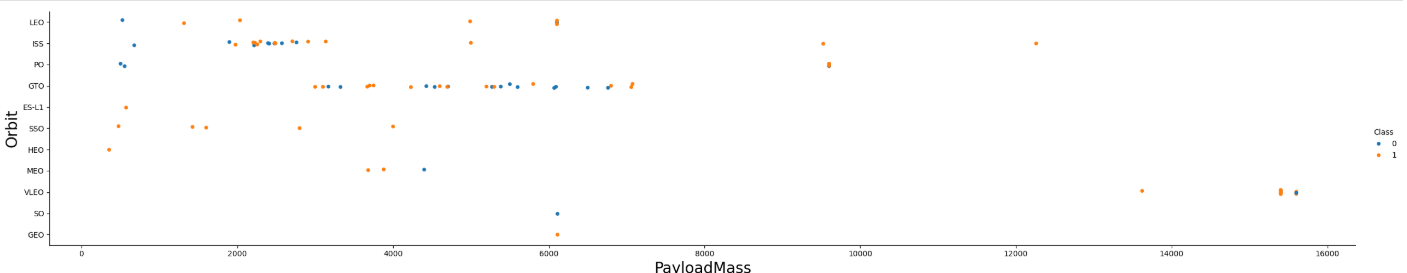 LEO
ISS
PO
GTO
ES-L1
SSO
HEO
MEO
VLEO
SO
GEO
Orbit
0 2000 4000 6000 8000 10000 12000 14000 16000
PayloadMass
Class
0
1